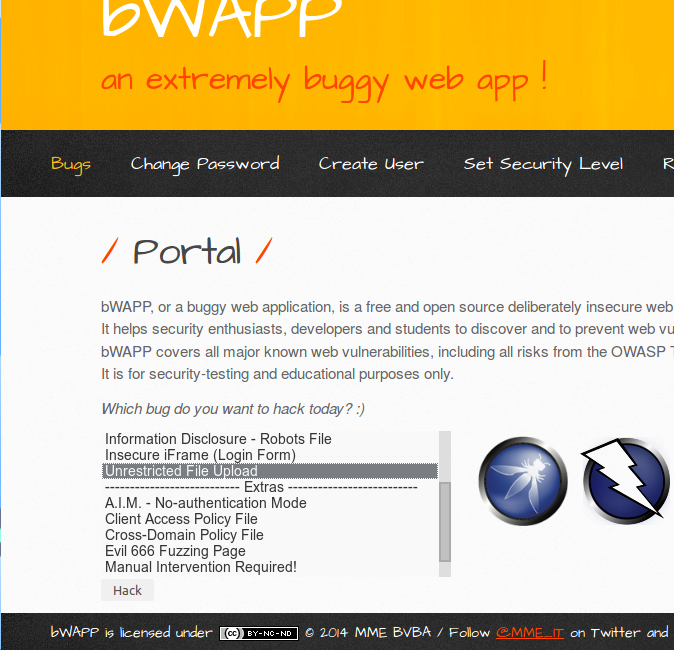 bWAPP
an extremely buggy web app !
Bugs Change Password Create User Set Security Level R
/ Portal /
bWAPP, or a buggy web application, is a free and open source deliberately insecure web
It helps security enthusiasts, developers and students to discover and to prevent web vu
bWAPP covers all major known web vulnerabilities, including all risks from the OWASP T
It is for security-testing and educational purposes only.
Which bug do you want to hack today? :)
Information Disclosure - Robots File
Insecure iFrame (Login Form)
Unrestricted File Upload
--------------------------- Extras --------------------------
A.I.M. - No-authentication Mode
Client Access Policy File
Cross-Domain Policy File
Evil 666 Fuzzing Page
Manual Intervention Required!
Hack
bWAPP is licensed under (cc) BY-NC-ND © 2014 MME BVBA / Follow @MME_IT on Twitter and